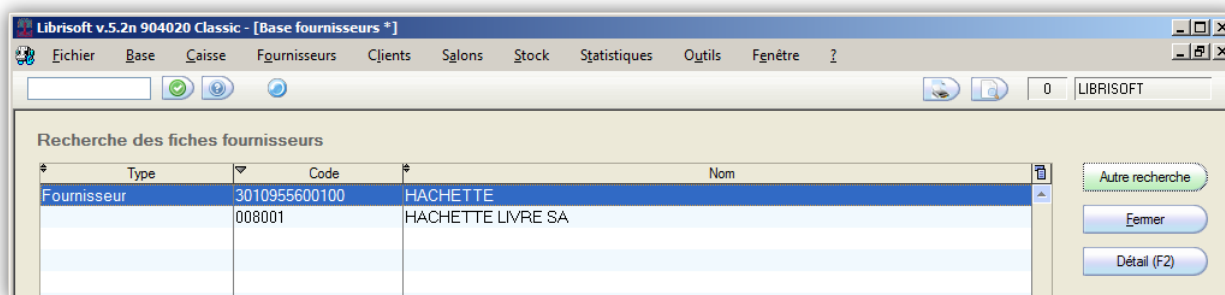 Librisoft v.5.2n 904020 Classic - [Base fournisseurs *]
Fichier Base Caisse Fournisseurs Clients Salons Stock Statistiques Outils Fenêtre ?
0 LIBRISOFT
Recherche des fiches fournisseurs
Type Code Nom
Autre recherche
Fournisseur 3010955600100 HACHETTE
008001 HACHETTE LIVRE SA
Fermer
Détail (F2)